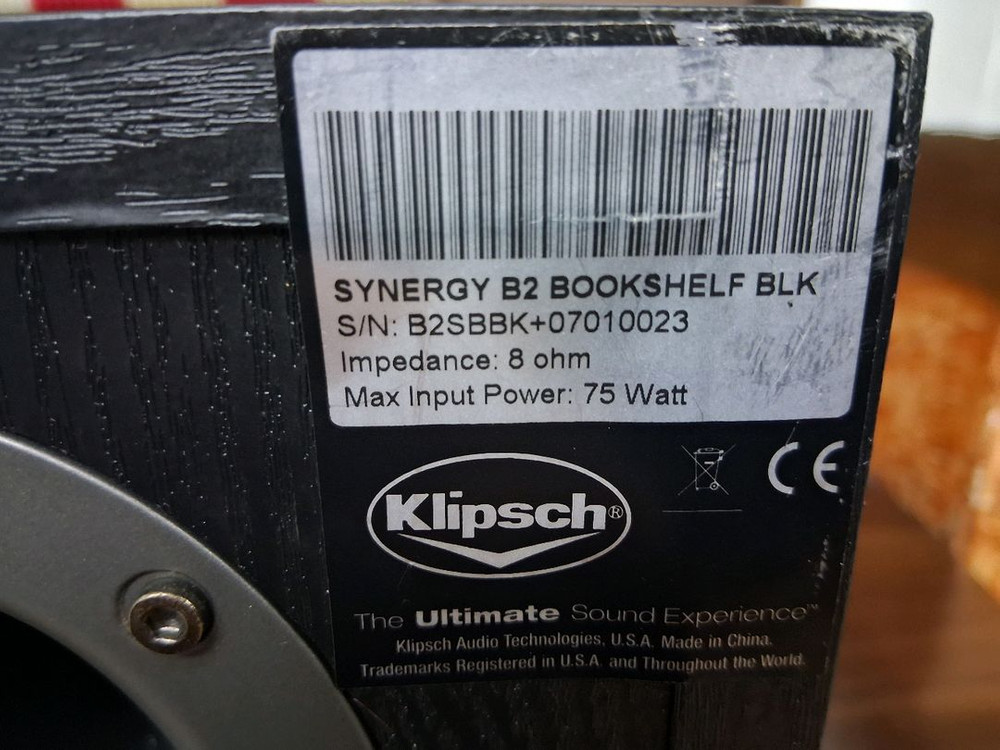 SYNERGY B2 BOOKSHELF BLK
S/N: B2SBBK+07010023
Impedance: 8 ohm
Max Input Power: 75 Watt
CE
Klipsch®
The Ultimate Sound Experience™
Klipsch Audio Technologies, U.S.A. Made in China.
Trademarks Registered in U.S.A. and Throughout the World.